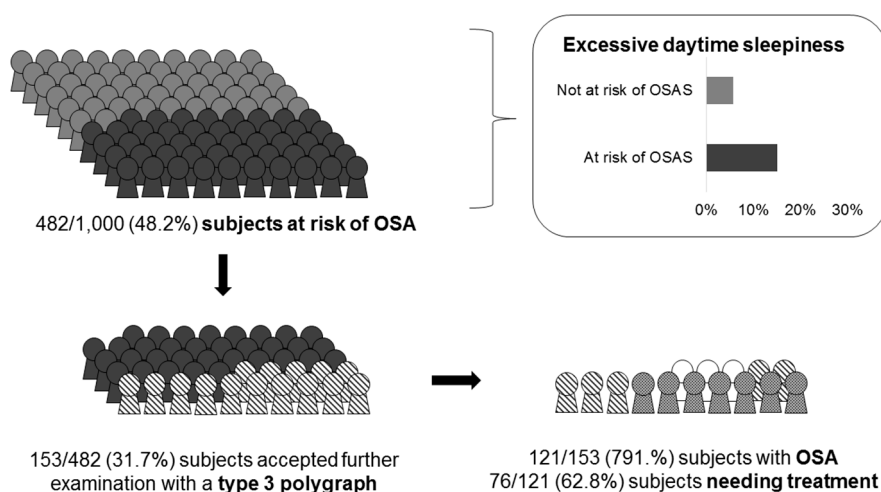 Excessive daytime sleepiness
Not at risk of OSAS
At risk of OSAS
0% 10% 20% 30%
482/1,000 (48.2%) subjects at risk of OSA
153/482 (31.7%) subjects accepted further
examination with a type 3 polygraph
121/153 (791.%) subjects with OSA
76/121 (62.8%) subjects needing treatment